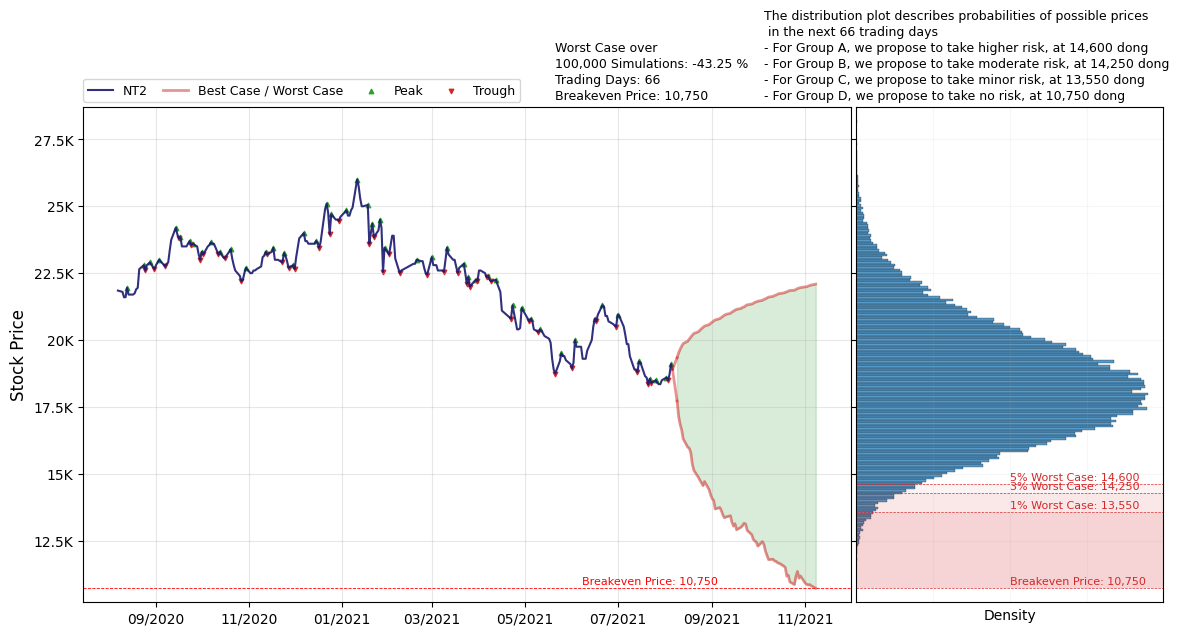 The distribution plot describes probabilities of possible prices
in the next 66 trading days
- For Group A, we propose to take higher risk, at 14,600 dong
- For Group B, we propose to take moderate risk, at 14,250 dong
- For Group C, we propose to take minor risk, at 13,550 dong
- For Group D, we propose to take no risk, at 10,750 dong
Worst Case over
100,000 Simulations: -43.25 %
Trading Days: 66
Breakeven Price: 10,750
NT2
Best Case / Worst Case
Peak
Trough
Stock Price
27.5K
25K
22.5K
20K
17.5K
15K
12.5K
Breakeven Price: 10,750
09/2020
11/2020
01/2021
03/2021
05/2021
07/2021
09/2021
11/2021
5% Worst Case: 14,600
3% Worst Case: 14,250
1% Worst Case: 13,550
Breakeven Price: 10,750
Density